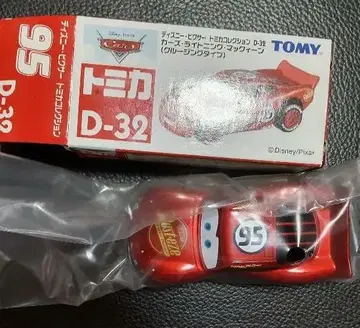 Disney·PIXAR
Cars
トミカ
D-32
ディズニー・ピクサー トミカコレクション D-32
カーズ・ライトニング・マックィーン
(クルージングタイプ)
TOMY
©Disney/Pixar
ディズニー・ピクサー トミカコレクション
95
D-32
95